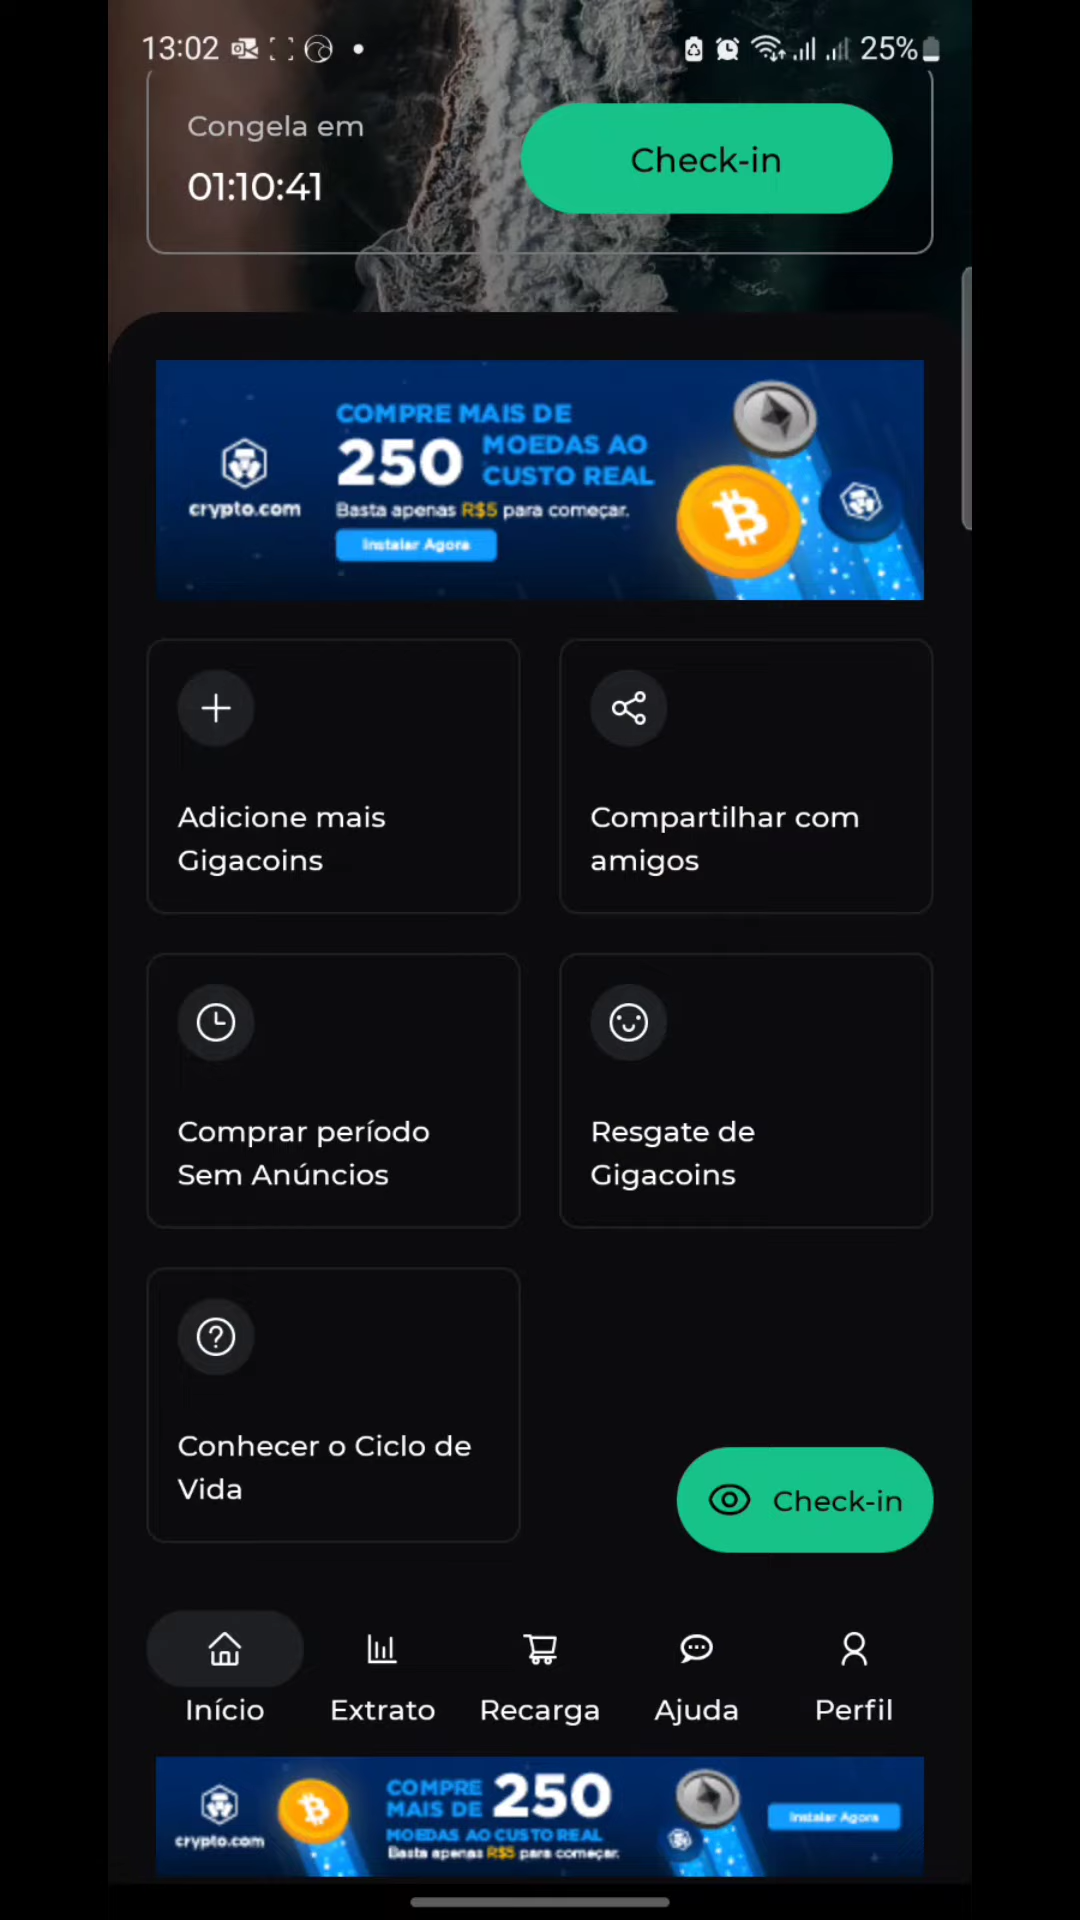 13:02 25%
Congela em
01:10:41
Check-in
COMPRE MAIS DE
250 MOEDAS AO
CUSTO REAL
crypto.com
Basta apenas R$5 para começar.
Instalar Agora
Adicione mais
Gigacoins
Compartilhar com
amigos
Comprar período
Sem Anúncios
Resgate de
Gigacoins
Conhecer o Ciclo de
Vida
Check-in
Início Extrato Recarga Ajuda Perfil
crypto.com
COMPRE
MAIS DE 250
MOEDAS AO CUSTO REAL
Basta apenas R$5 para começar.
Instalar Agora